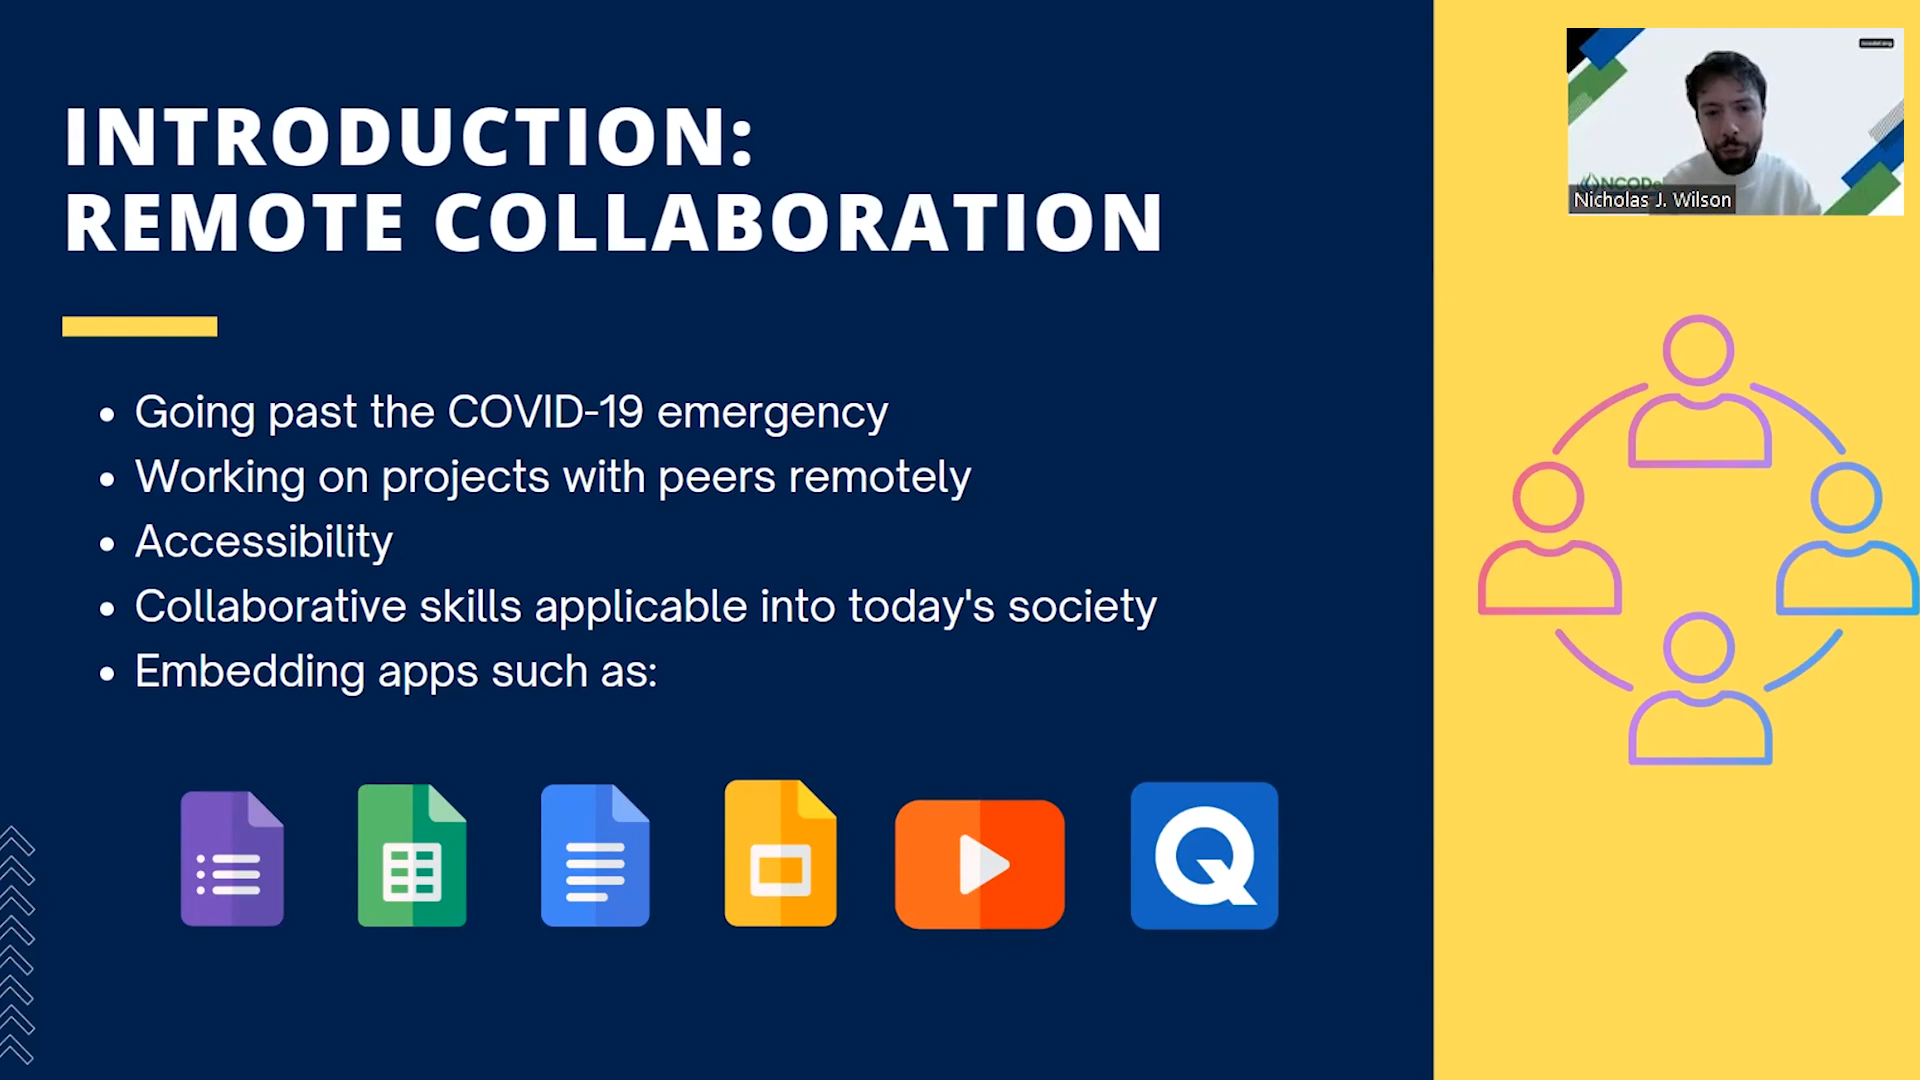 INTRODUCTION:
REMOTE COLLABORATION
• Going past the COVID-19 emergency
• Working on projects with peers remotely
• Accessibility
• Collaborative skills applicable into today's society
• Embedding apps such as:
Q
Nicholas J. Wilson